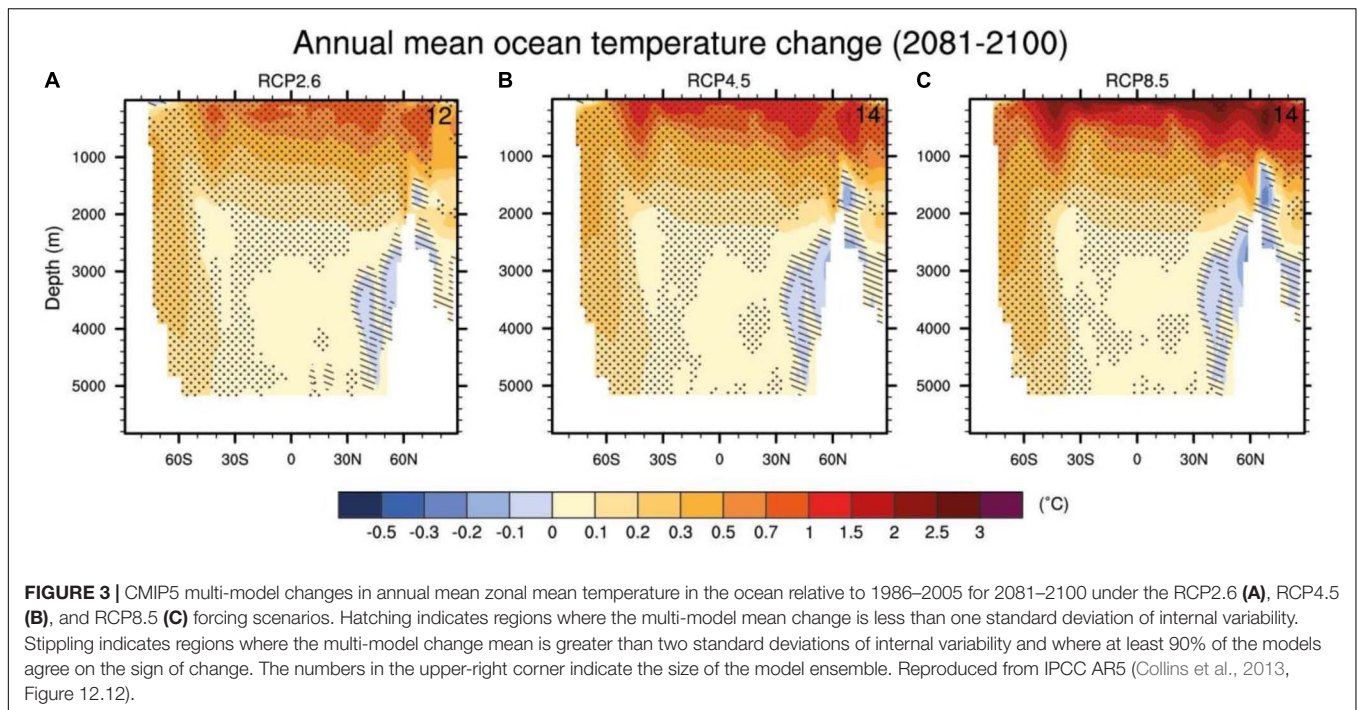 Annual mean ocean temperature change (2081-2100)
A RCP2.6 B RCP4.5 C RCP8.5
12 14 14
Depth (m)
1000 1000 1000
2000 2000 2000
3000 3000 3000
4000 4000 4000
5000 5000 5000
60S 30S 0 30N 60N 60S 30S 0 30N 60N 60S 30S 0 30N 60N
(°C)
-0.5 -0.3 -0.2 -0.1 0 0.1 0.2 0.3 0.5 0.7 1 1.5 2 2.5 3
FIGURE 3 | CMIP5 multi-model changes in annual mean zonal mean temperature in the ocean relative to 1986–2005 for 2081–2100 under the RCP2.6 (A), RCP4.5
(B), and RCP8.5 (C) forcing scenarios. Hatching indicates regions where the multi-model mean change is less than one standard deviation of internal variability.
Stippling indicates regions where the multi-model change mean is greater than two standard deviations of internal variability and where at least 90% of the models
agree on the sign of change. The numbers in the upper-right corner indicate the size of the model ensemble. Reproduced from IPCC AR5 (Collins et al., 2013,
Figure 12.12).